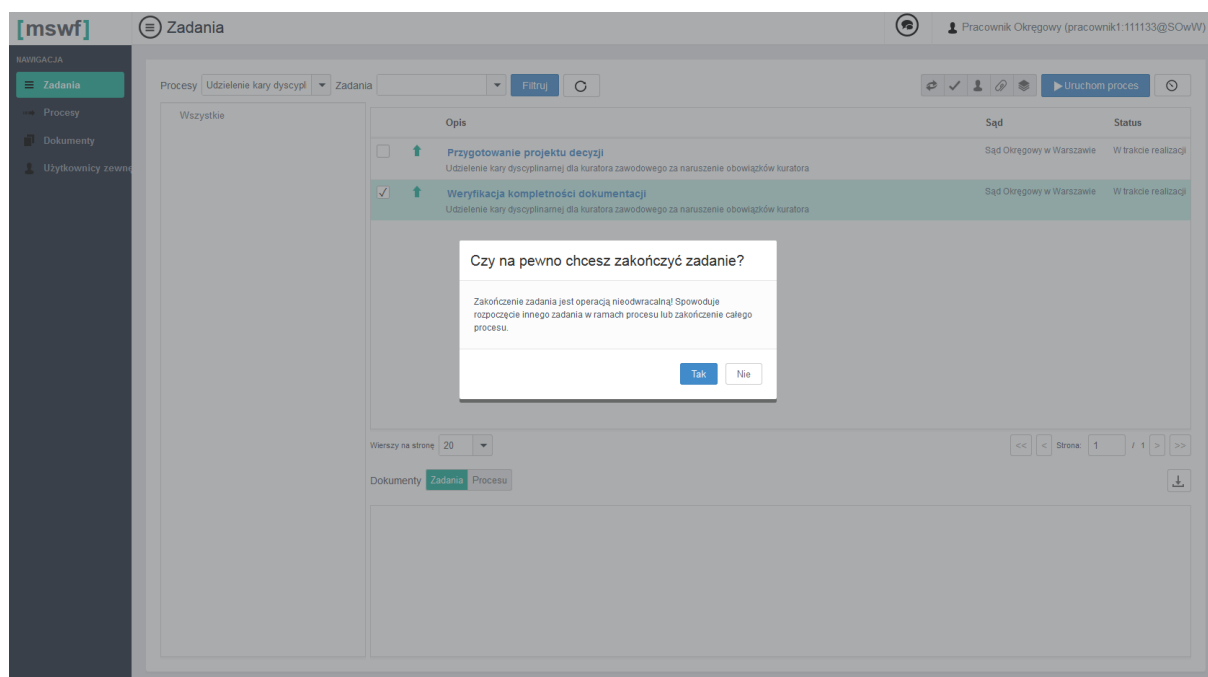 [mswf]
Zadania
Pracownik Okręgowy (pracownik1:111133@SOwW)
NAWIGACJA
Zadania
Procesy
Dokumenty
Użytkownicy zewnę
Procesy Udzielenie kary dyscypl Zadania Filtruj Uruchom proces
Wszystkie
Opis Sąd Status
Przygotowanie projektu decyzji Sąd Okręgowy w Warszawie W trakcie realizacji
Udzielenie kary dyscyplinarnej dla kuratora zawodowego za naruszenie obowiązków kuratora
Weryfikacja kompletności dokumentacji Sąd Okręgowy w Warszawie W trakcie realizacji
Udzielenie kary dyscyplinarnej dla kuratora zawodowego za naruszenie obowiązków kuratora
Czy na pewno chcesz zakończyć zadanie?
Zakończenie zadania jest operacją nieodwracalną! Spowoduje
rozpoczęcie innego zadania w ramach procesu lub zakończenie całego
procesu.
Tak Nie
Wierszy na stronę 20 << < Strona: 1 / 1 > >>
Dokumenty Zadania Procesu